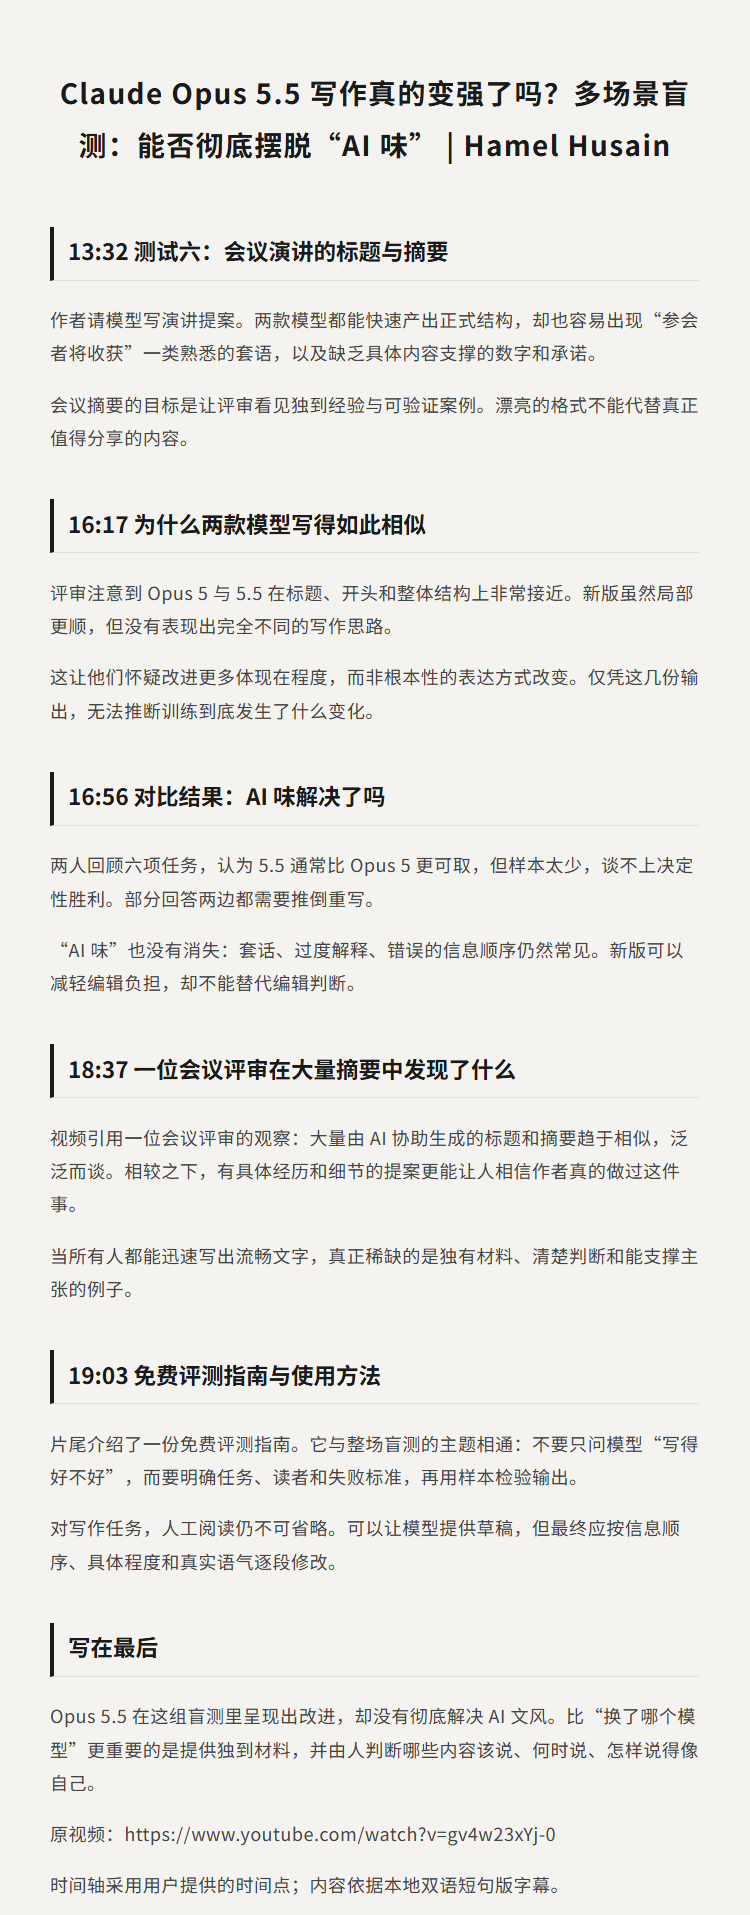 Claude Opus 5.5 写作真的变强了吗？多场景盲
测：能否彻底摆脱“AI 味” | Hamel Husain
13:32 测试六：会议演讲的标题与摘要
作者请模型写演讲提案。两款模型都能快速产出正式结构，却也容易出现“参会
者将收获”一类熟悉的套语，以及缺乏具体内容支撑的数字和承诺。
会议摘要的目标是让评审看见独到经验与可验证案例。漂亮的格式不能代替真正
值得分享的内容。
16:17 为什么两款模型写得如此相似
评审注意到 Opus 5 与 5.5 在标题、开头和整体结构上非常接近。新版虽然局部
更顺，但没有表现出完全不同的写作思路。
这让他们怀疑改进更多体现在程度，而非根本性的表达方式改变。仅凭这几份输
出，无法推断训练到底发生了什么变化。
16:56 对比结果：AI 味解决了吗
两人回顾六项任务，认为 5.5 通常比 Opus 5 更可取，但样本太少，谈不上决定
性胜利。部分回答两边都需要推倒重写。
“AI 味”也没有消失：套话、过度解释、错误的信息顺序仍然常见。新版可以
减轻编辑负担，却不能替代编辑判断。
18:37 一位会议评审在大量摘要中发现了什么
视频引用一位会议评审的观察：大量由 AI 协助生成的标题和摘要趋于相似，泛
泛而谈。相较之下，有具体经历和细节的提案更能让人相信作者真的做过这件
事。
当所有人都能迅速写出流畅文字，真正稀缺的是独有材料、清楚判断和能支撑主
张的例子。
19:03 免费评测指南与使用方法
片尾介绍了一份免费评测指南。它与整场盲测的主题相通：不要只问模型“写得
好不好”，而要明确任务、读者和失败标准，再用样本检验输出。
对写作任务，人工阅读仍不可省略。可以让模型提供草稿，但最终应按信息顺
序、具体程度和真实语气逐段修改。
写在最后
Opus 5.5 在这组盲测里呈现出改进，却没有彻底解决 AI 文风。比“换了哪个模
型”更重要的是提供独到材料，并由人判断哪些内容该说、何时说、怎样说得像
自己。
原视频：https://www.youtube.com/watch?v=gv4w23xYj-0
时间轴采用用户提供的时间点；内容依据本地双语短句版字幕。